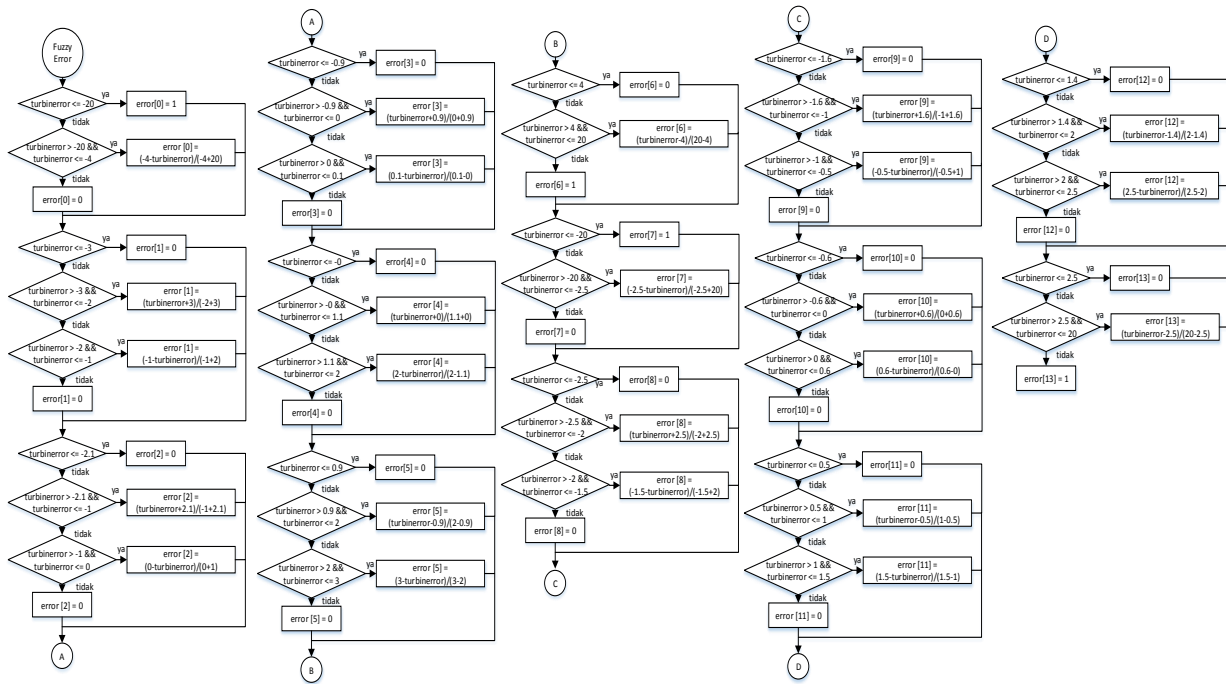 Fuzzy
Error
turbinerror <= -20
ya
error[0] = 1
tidak
turbinerror > -20 &&
turbinerror <= -4
ya
error [0] =
(-4-turbinerror)/-4+20)
tidak
error[0]= 0
turbinerror <= -3
ya
error[1] = 0
tidak
turbinerror > -3 &&
turbinerror <= -2
ya
error [1] =
(turbinerror+3)/(-2+3)
tidak
turbinerror > -2 &&
turbinerror <= -1
ya
error [1] =
(-1-turbinerror)/(-1+2)
tidak
error[1] = 0
turbinerror <= -2.1
ya
error[2] = 0
tidak
turbinerror > -2.1 &&
turbinerror <= -1
ya
error [2] =
(turbinerror+2.1)/(-1+2.1)
tidak
turbinerror > -1 &&
turbinerror <= 0
ya
error [2] =
(0-turbinerror)/(0+1)
tidak
error [2] = 0
A
A
turbinerror <= -0.9
ya
error[3] = 0
tidak
turbinerror > -0.9 &&
turbinerror <= 0
ya
error [3] =
(turbinerror+0.9)/(0+0.9)
tidak
turbinerror > 0 &&
turbinerror <= 0.1
ya
error [3] =
(0.1-turbinerror)/(0.1-0)
tidak
error[3] = 0
turbinerror <= -0
ya
error[4] = 0
tidak
turbinerror > -0 &&
turbinerror <= 1.1
ya
error [4] =
(turbinerror+0)/(1.1+0)
tidak
turbinerror > 1.1 &&
turbinerror <= 2
ya
error [4] =
(2-turbinerror)/(2-1.1)
tidak
error[4] = 0
turbinerror <= 0.9
ya
error[5] = 0
tidak
turbinerror > 0.9 &&
turbinerror <= 2
ya
error [5] =
(turbinerror-0.9)/(2-0.9)
tidak
turbinerror > 2 &&
turbinerror <= 3
ya
error [5] =
(3-turbinerror)/(3-2)
tidak
error [5] = 0
B
B
turbinerror <= 4
ya
error[6] = 0
tidak
turbinerror > 4 &&
turbinerror <= 20
ya
error [6] =
(turbinerror-4)/(20-4)
tidak
error[6] = 1
turbinerror <= -20
ya
error[7] = 1
tidak
turbinerror > -20 &&
turbinerror <= -2.5
ya
error [7] =
(-2.5-turbinerror)/(-2.5+20)
tidak
error[7] = 0
turbinerror <= -2.5
ya
error[8] = 0
tidak
turbinerror > -2.5 &&
turbinerror <= -2
ya
error [8] =
(turbinerror+2.5)/(-2+2.5)
tidak
turbinerror > -2 &&
turbinerror <= -1.5
ya
error [8] =
(-1.5-turbinerror)/(-1.5+2)
tidak
error [8] = 0
C
C
turbinerror <= -1.6
ya
error[9] = 0
tidak
turbinerror > -1.6 &&
turbinerror <= -1
ya
error [9] =
(turbinerror+1.6)/(-1+1.6)
tidak
turbinerror > -1 &&
turbinerror <= -0.5
ya
error [9] =
(-0.5-turbinerror)/(-0.5+1)
tidak
error [9] = 0
turbinerror <= -0.6
ya
error[10] = 0
tidak
turbinerror > -0.6 &&
turbinerror <= 0
ya
error [10] =
(turbinerror+0.6)/(0+0.6)
tidak
turbinerror > 0 &&
turbinerror <= 0.6
ya
error [10] =
(0.6-turbinerror)/(0.6-0)
tidak
error[10] = 0
turbinerror <= 0.5
ya
error[11] = 0
tidak
turbinerror > 0.5 &&
turbinerror <= 1
ya
error [11] =
(turbinerror-0.5)/(1-0.5)
tidak
turbinerror > 1 &&
turbinerror <= 1.5
ya
error [11] =
(1.5-turbinerror)/(1.5-1)
tidak
error [11] = 0
D
D
turbinerror <= 1.4
ya
error[12] = 0
tidak
turbinerror > 1.4 &&
turbinerror <= 2
ya
error [12] =
(turbinerror-1.4)/(2-1.4)
tidak
turbinerror > 2 &&
turbinerror <= 2.5
ya
error [12] =
(2.5-turbinerror)/(2.5-2)
tidak
error [12] = 0
turbinerror <= 2.5
ya
error[13] = 0
tidak
turbinerror > 2.5 &&
turbinerror <= 20
ya
error [13] =
(turbinerror-2.5)/(20-2.5)
tidak
error[13] = 1